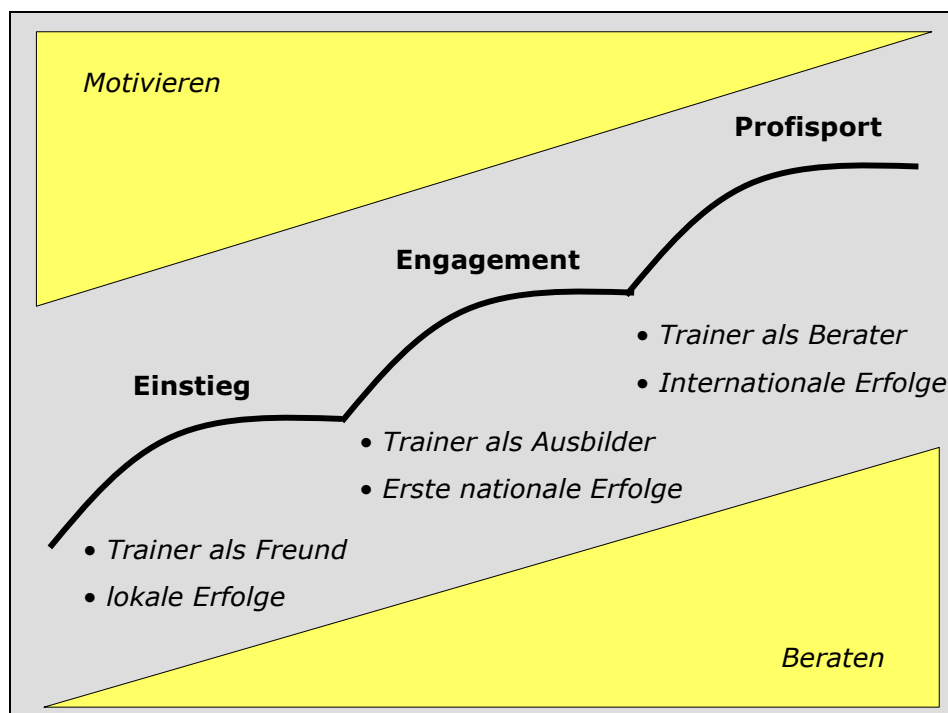 Motivieren
Profisport
Engagement
• Trainer als Berater
Einstieg
• Internationale Erfolge
• Trainer als Ausbilder
• Erste nationale Erfolge
• Trainer als Freund
• lokale Erfolge
Beraten